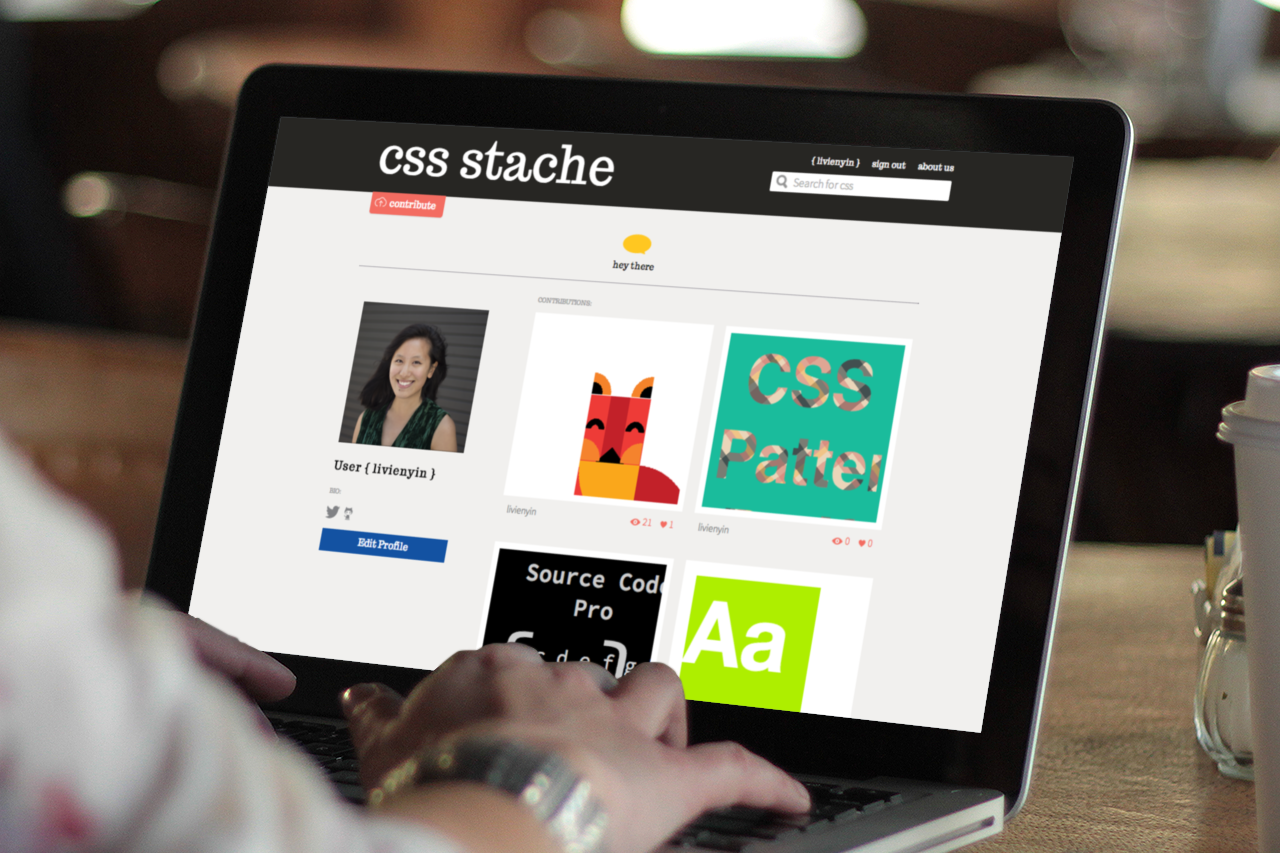 css stache
{ livienyin } sign out about us
Search for css
contribute
hey there
CONTRIBUTIONS:
CSS
Patter
User { livienyin }
BIO:
Edit Profile
livienyin 21 1
livienyin 0 0
Source Code
Pro
c d e f g
Aa